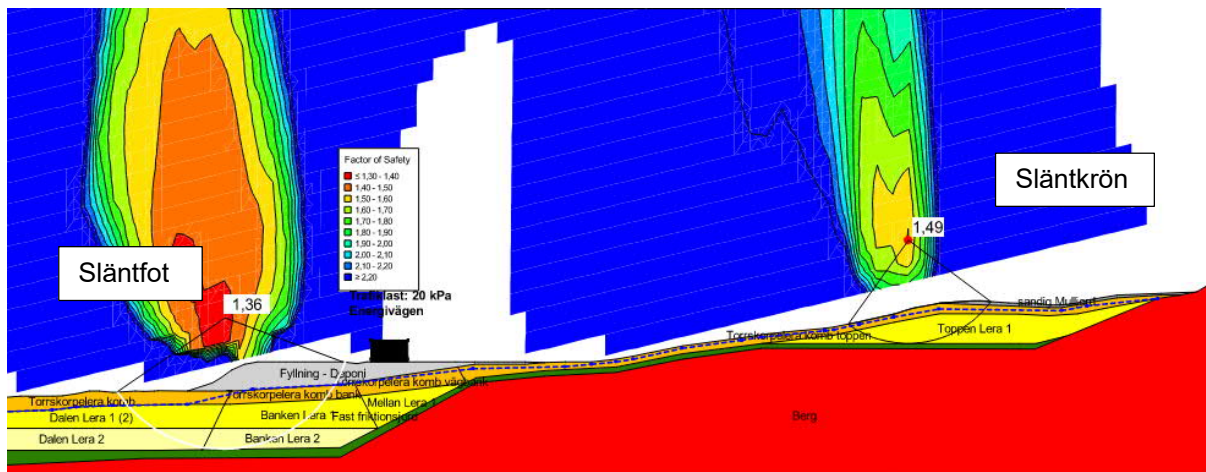 Factor of Safety
≤ 1,30 - 1,40
1,40 - 1,50
1,50 - 1,60
1,60 - 1,70
1,70 - 1,80
1,80 - 1,90
1,90 - 2,00
2,00 - 2,10
2,10 - 2,20
≥ 2,20
Släntkrön
1,49
Släntfot
1,36
Trafiklast: 20 kPa
Energivägen
sandig Mulljord
Torrskorpelera komb toppen
Toppen Lera 1
Fyllning - Deponi
Torrskorpelera komb vägbank
Torrskorpelera komb bank
Torrskorpelera komb
Mellan Lera 1
Dalen Lera 1 (2)
Banken Lera 1
Fast friktionsjord
Berg
Dalen Lera 2
Banken Lera 2